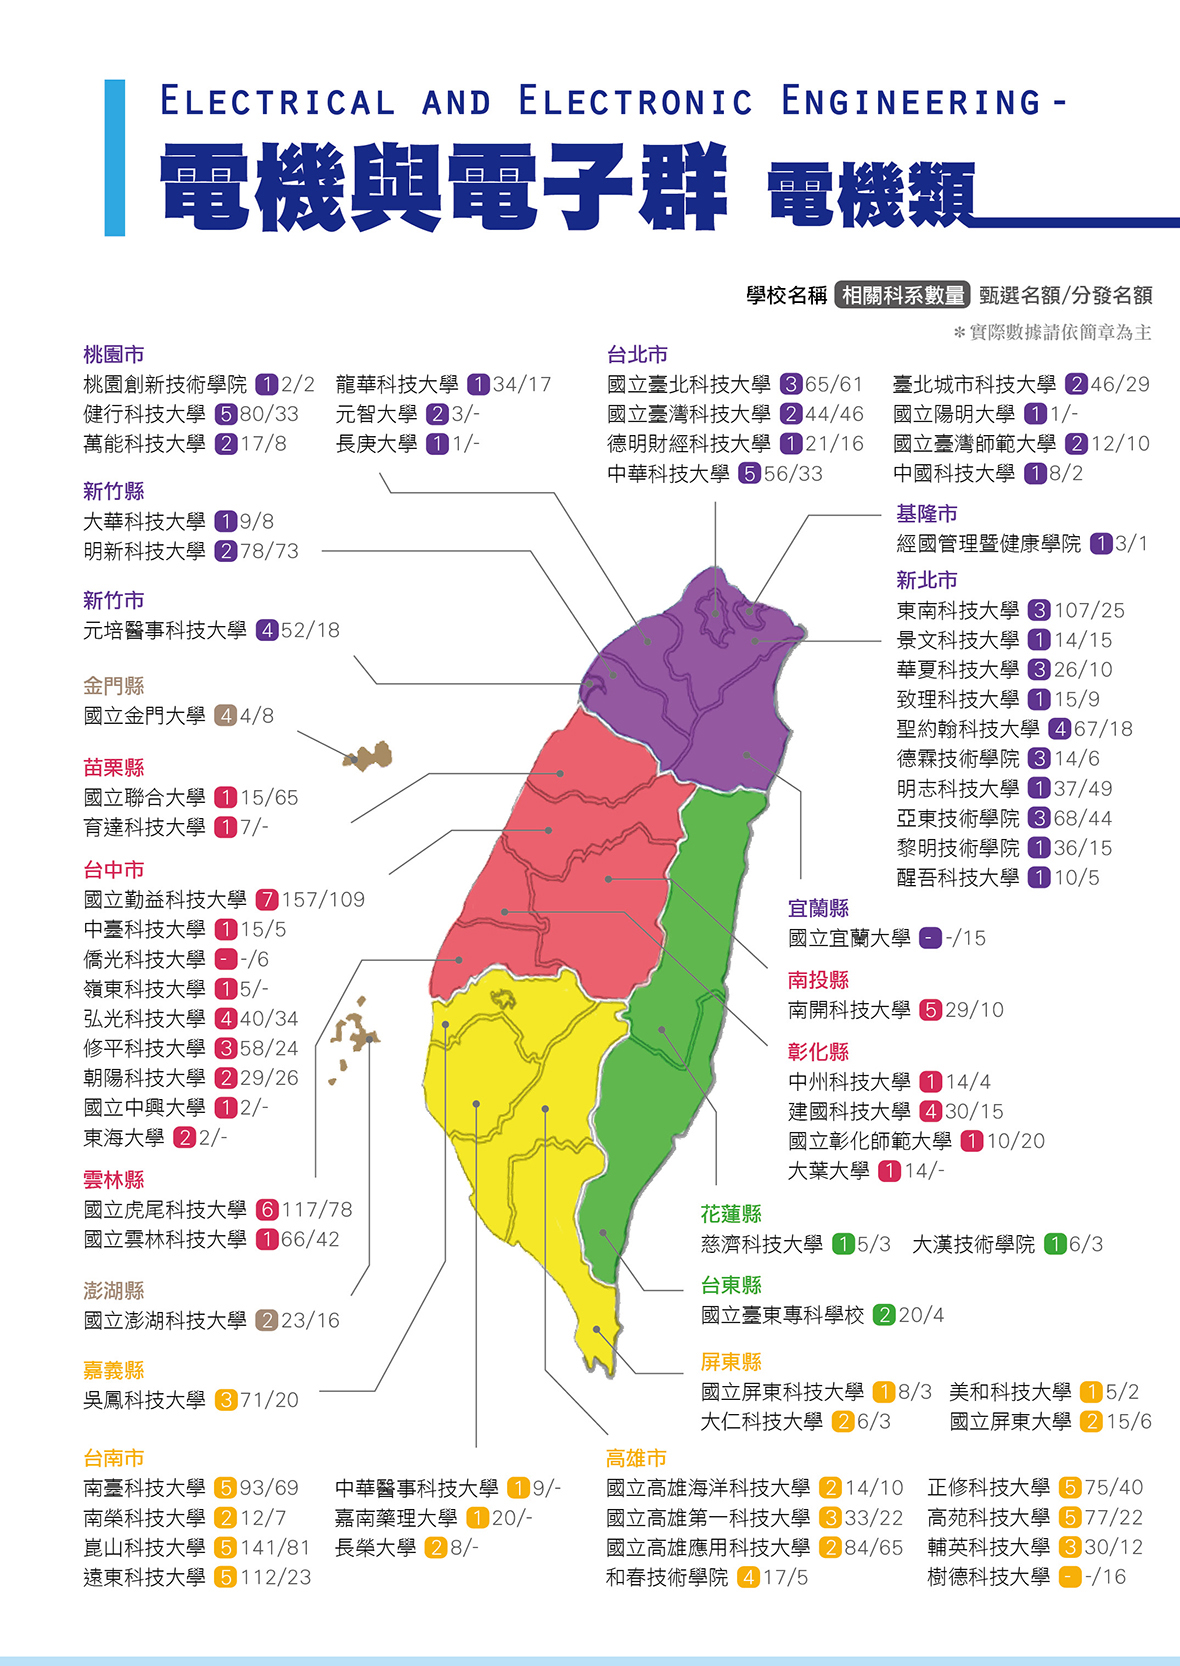 ELECTRICAL AND ELECTRONIC ENGINEERING -
電機與電子群 電機類
學校名稱 相關科系數量 甄選名額/分發名額
＊實際數據請依簡章為主
桃園市
桃園創新技術學院 1 2/2 龍華科技大學 1 34/17
健行科技大學 5 80/33 元智大學 2 3/-
萬能科技大學 2 17/8 長庚大學 1 1/-
台北市
國立臺北科技大學 3 65/61 臺北城市科技大學 2 46/29
國立臺灣科技大學 2 44/46 國立陽明大學 1 1/-
德明財經科技大學 1 21/16 國立臺灣師範大學 2 12/10
中華科技大學 5 56/33 中國科技大學 1 8/2
新竹縣
大華科技大學 1 9/8
明新科技大學 2 78/73
基隆市
經國管理暨健康學院 1 3/1
新竹市
元培醫事科技大學 4 52/18
新北市
東南科技大學 3 107/25
景文科技大學 1 14/15
華夏科技大學 3 26/10
致理科技大學 1 15/9
聖約翰科技大學 4 67/18
德霖技術學院 3 14/6
明志科技大學 1 37/49
亞東技術學院 3 68/44
黎明技術學院 1 36/15
醒吾科技大學 1 10/5
金門縣
國立金門大學 4 4/8
苗栗縣
國立聯合大學 1 15/65
育達科技大學 1 7/-
台中市
國立勤益科技大學 7 157/109
中臺科技大學 1 15/5
僑光科技大學 - -/6
嶺東科技大學 1 5/-
弘光科技大學 4 40/34
修平科技大學 3 58/24
朝陽科技大學 2 29/26
國立中興大學 1 2/-
東海大學 2 2/-
宜蘭縣
國立宜蘭大學 - -/15
南投縣
南開科技大學 5 29/10
彰化縣
中州科技大學 1 14/4
建國科技大學 4 30/15
國立彰化師範大學 1 10/20
大葉大學 1 14/-
雲林縣
國立虎尾科技大學 6 117/78
國立雲林科技大學 1 66/42
花蓮縣
慈濟科技大學 1 5/3 大漢技術學院 1 6/3
澎湖縣
國立澎湖科技大學 2 23/16
台東縣
國立臺東專科學校 2 20/4
嘉義縣
吳鳳科技大學 3 71/20
屏東縣
國立屏東科技大學 1 8/3 美和科技大學 1 5/2
大仁科技大學 2 6/3 國立屏東大學 2 15/6
台南市
南臺科技大學 5 93/69 中華醫事科技大學 1 9/-
南榮科技大學 2 12/7 嘉南藥理大學 1 20/-
崑山科技大學 5 141/81 長榮大學 2 8/-
遠東科技大學 5 112/23
高雄市
國立高雄海洋科技大學 2 14/10 正修科技大學 5 75/40
國立高雄第一科技大學 3 33/22 高苑科技大學 5 77/22
國立高雄應用科技大學 2 84/65 輔英科技大學 3 30/12
和春技術學院 4 17/5 樹德科技大學 - -/16